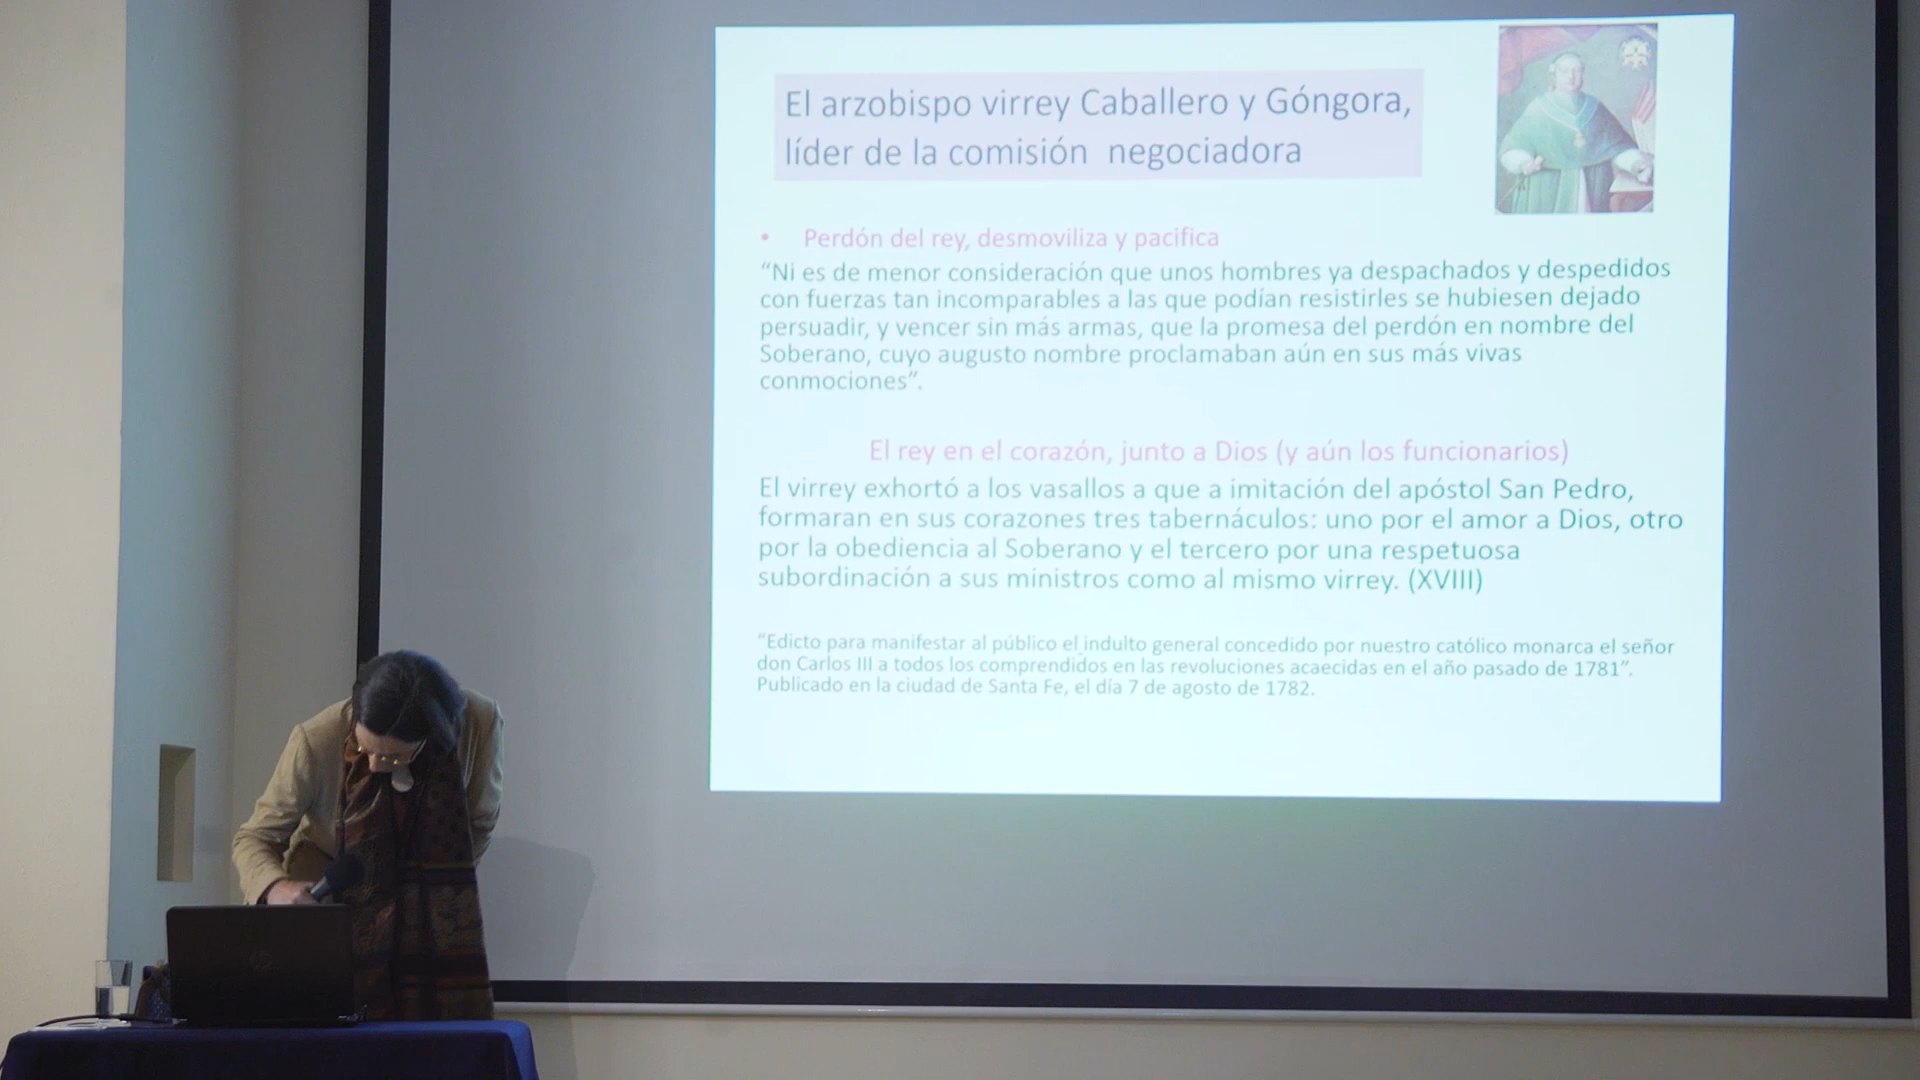 El arzobispo virrey Caballero y Góngora,
líder de la comisión negociadora
• Perdón del rey, desmoviliza y pacifica
“Ni es de menor consideración que unos hombres ya despachados y despedidos
con fuerzas tan incomparables a las que podían resistirles se hubiesen dejado
persuadir, y vencer sin más armas, que la promesa del perdón en nombre del
Soberano, cuyo augusto nombre proclamaban aún en sus más vivas
conmociones”.
El rey en el corazón, junto a Dios (y aún los funcionarios)
El virrey exhortó a los vasallos a que a imitación del apóstol San Pedro,
formaran en sus corazones tres tabernáculos: uno por el amor a Dios, otro
por la obediencia al Soberano y el tercero por una respetuosa
subordinación a sus ministros como al mismo virrey. (XVIII)
“Edicto para manifestar al público el indulto general concedido por nuestro católico monarca el señor
don Carlos III a todos los comprendidos en las revoluciones acaecidas en el año pasado de 1781”.
Publicado en la ciudad de Santa Fe, el día 7 de agosto de 1782.